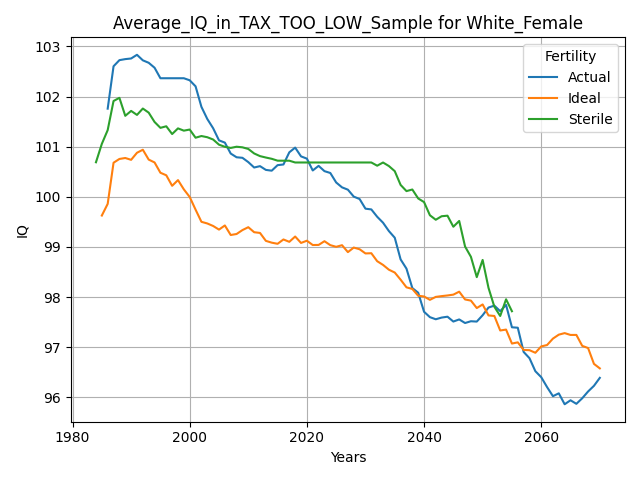 Average_IQ_in_TAX_TOO_LOW_Sample for White_Female
103
102
101
100
99
98
97
96
IQ
1980
2000
2020
2040
2060
Years
Fertility
Actual
Ideal
Sterile